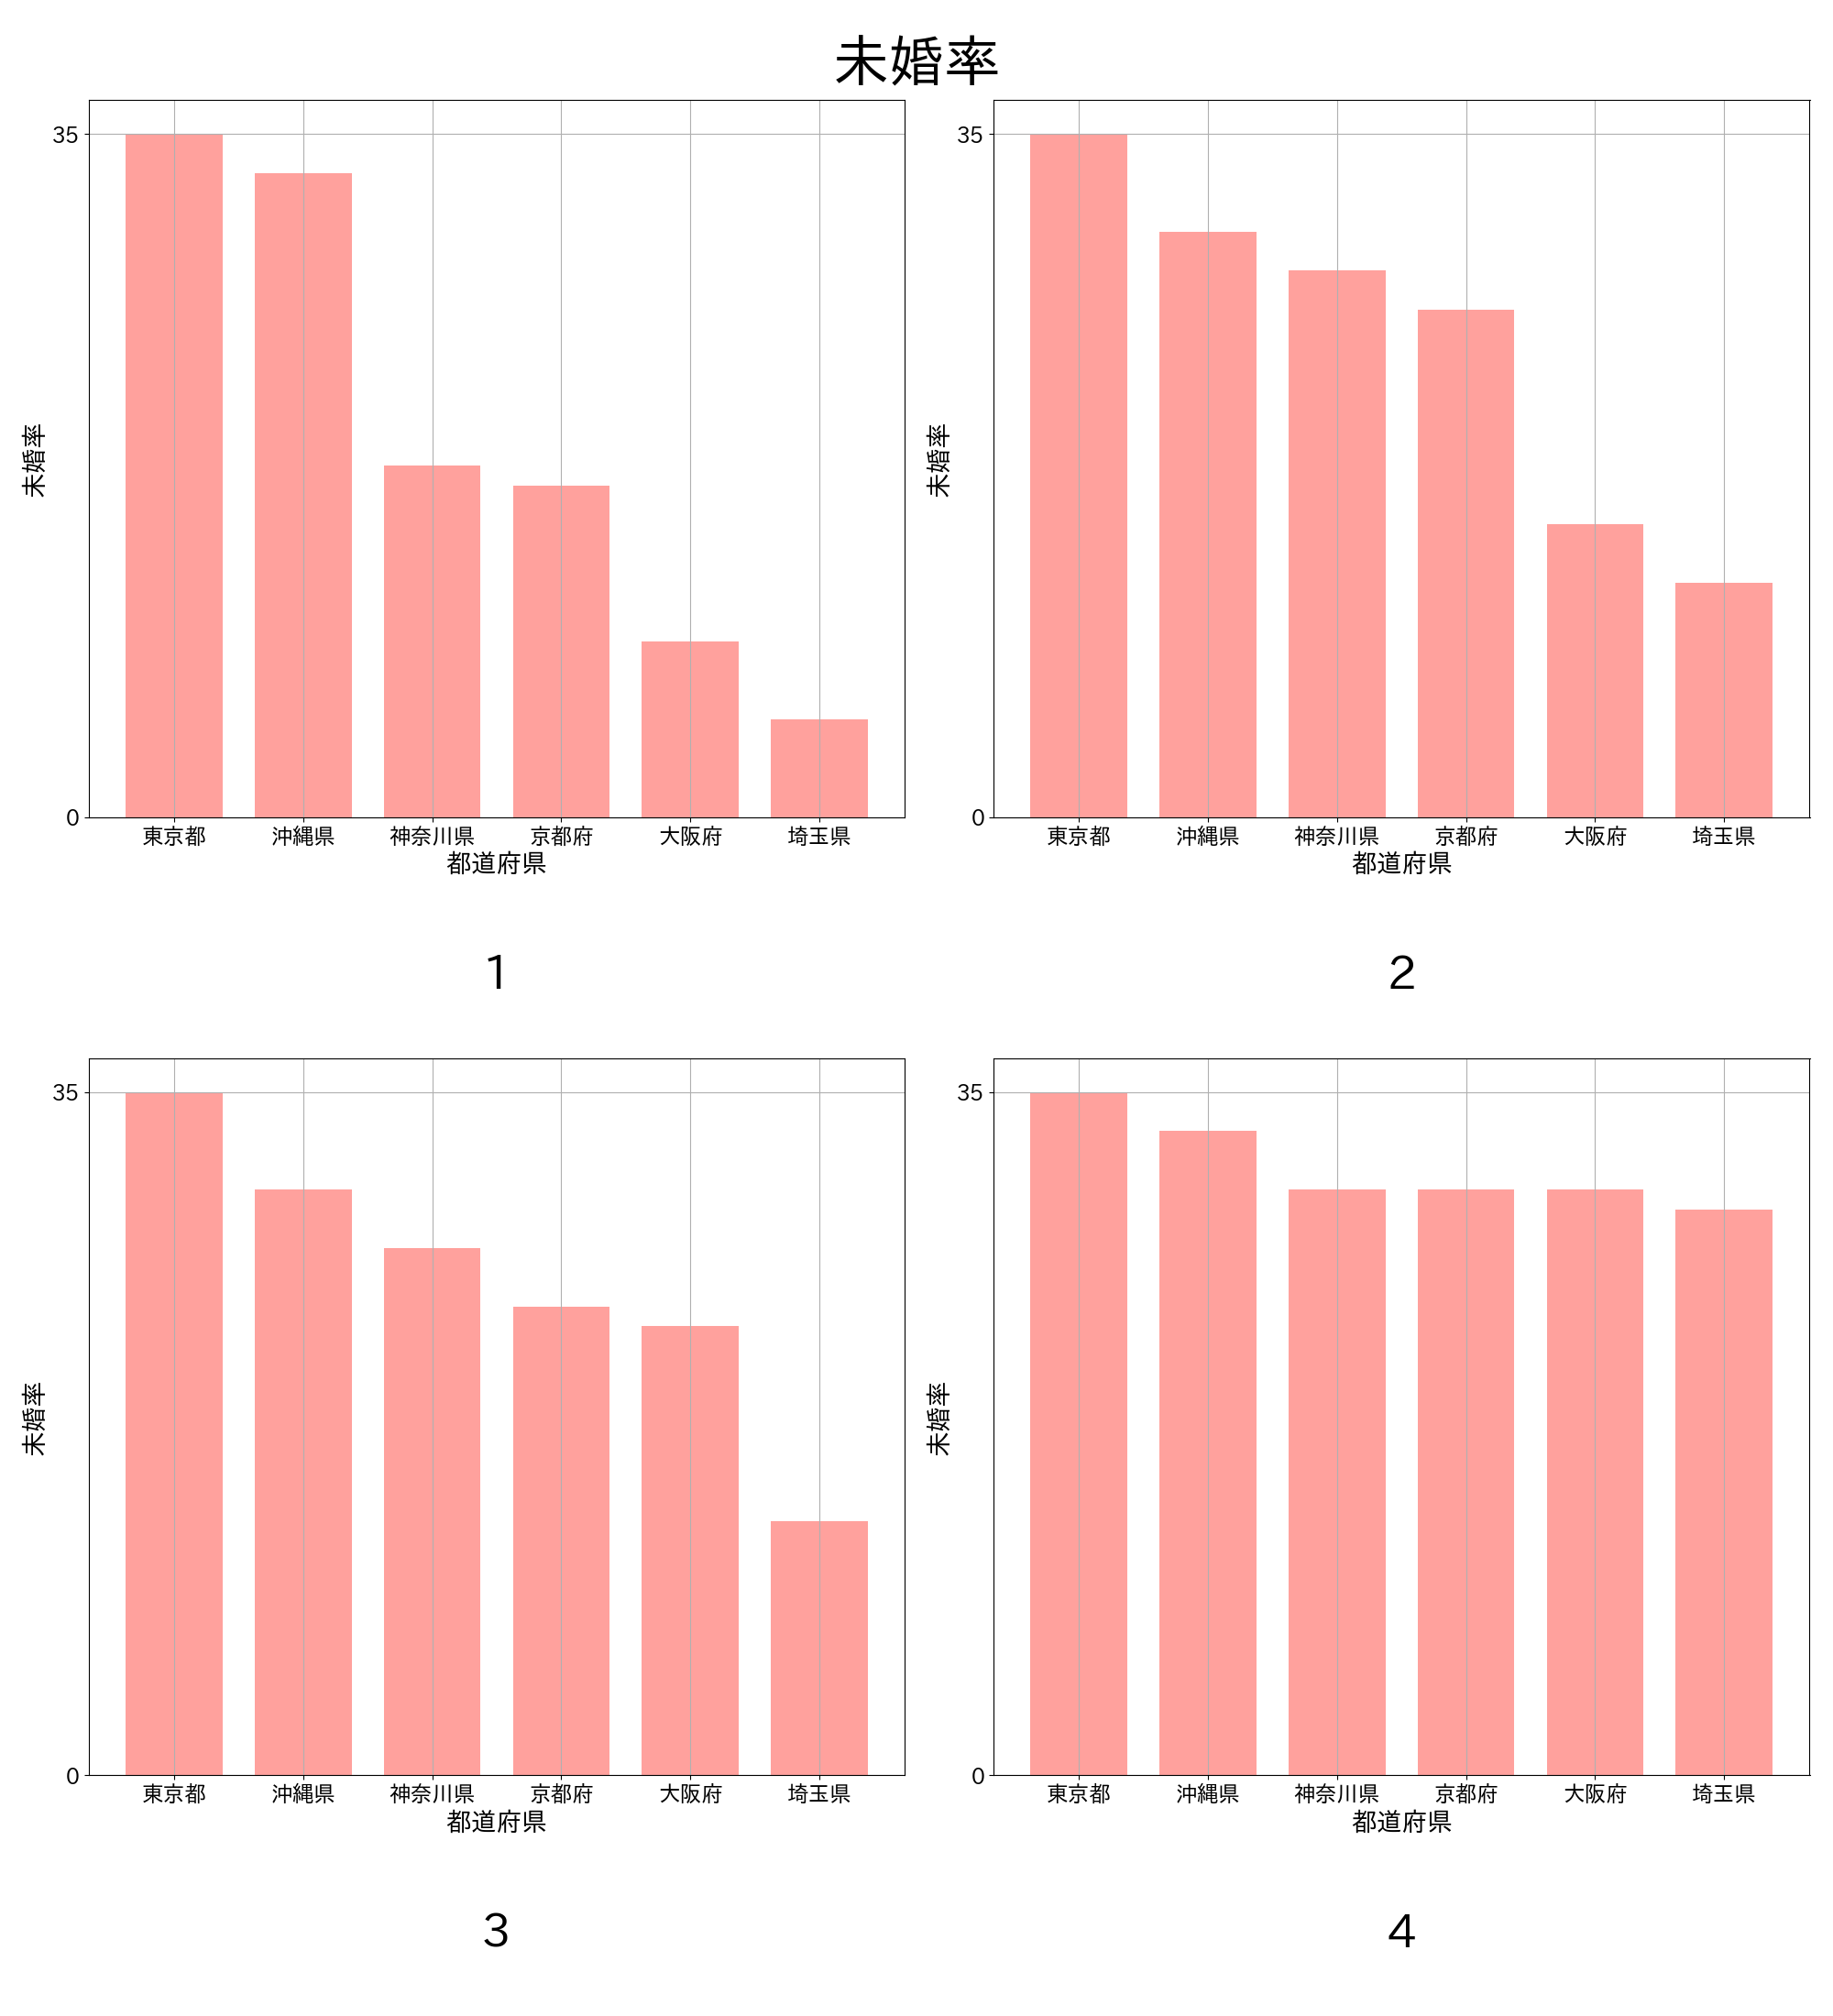 未婚率
35
0
未婚率
東京都 沖縄県 神奈川県 京都府 大阪府 埼玉県
都道府県
1
35
0
未婚率
東京都 沖縄県 神奈川県 京都府 大阪府 埼玉県
都道府県
2
35
0
未婚率
東京都 沖縄県 神奈川県 京都府 大阪府 埼玉県
都道府県
3
35
0
未婚率
東京都 沖縄県 神奈川県 京都府 大阪府 埼玉県
都道府県
4